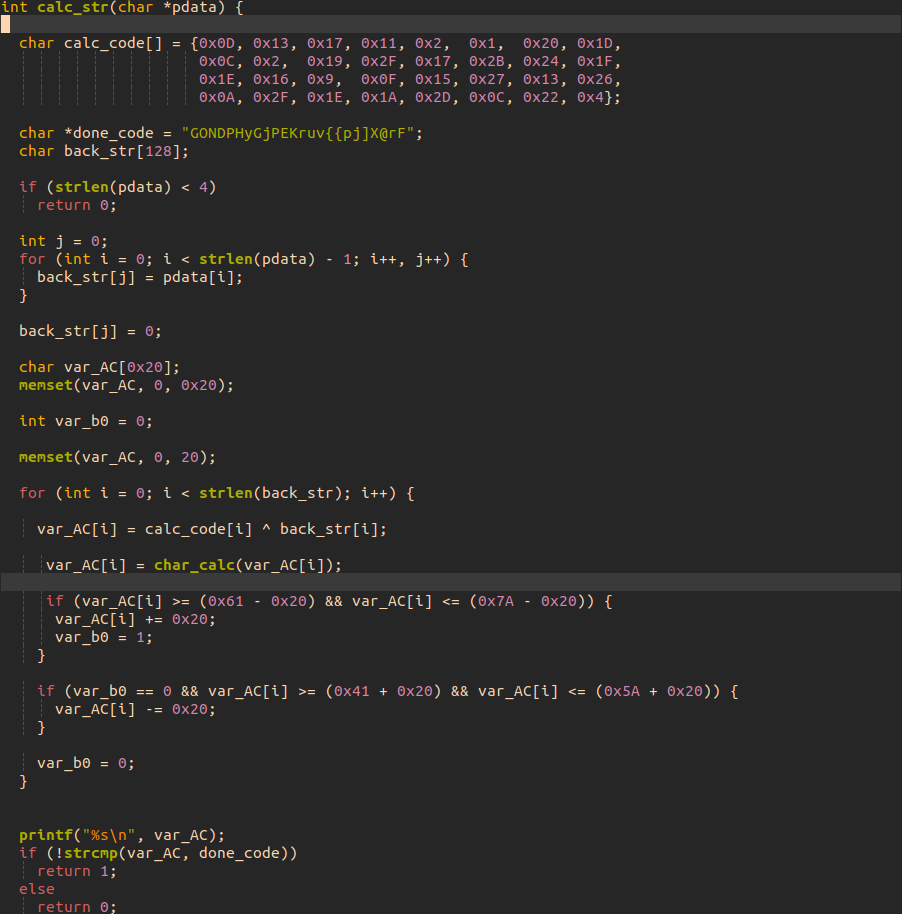 int calc_str(char *pdata) {
char calc_code[] = {0x0D, 0x13, 0x17, 0x11, 0x2, 0x1, 0x20, 0x1D,
0x0C, 0x2, 0x19, 0x2F, 0x17, 0x2B, 0x24, 0x1F,
0x1E, 0x16, 0x9, 0x0F, 0x15, 0x27, 0x13, 0x26,
0x0A, 0x2F, 0x1E, 0x1A, 0x2D, 0x0C, 0x22, 0x4};
char *done_code = "GONDPHyGjPEKruv{{pj]X@rF";
char back_str[128];
if (strlen(pdata) < 4)
return 0;
int j = 0;
for (int i = 0; i < strlen(pdata) - 1; i++, j++) {
back_str[j] = pdata[i];
}
back_str[j] = 0;
char var_AC[0x20];
memset(var_AC, 0, 0x20);
int var_b0 = 0;
memset(var_AC, 0, 20);
for (int i = 0; i < strlen(back_str); i++) {
var_AC[i] = calc_code[i] ^ back_str[i];
var_AC[i] = char_calc(var_AC[i]);
if (var_AC[i] >= (0x61 - 0x20) && var_AC[i] <= (0x7A - 0x20)) {
var_AC[i] += 0x20;
var_b0 = 1;
}
if (var_b0 == 0 && var_AC[i] >= (0x41 + 0x20) && var_AC[i] <= (0x5A + 0x20)) {
var_AC[i] -= 0x20;
}
var_b0 = 0;
}
printf("%s\n", var_AC);
if (!strcmp(var_AC, done_code))
return 1;
else
return 0;